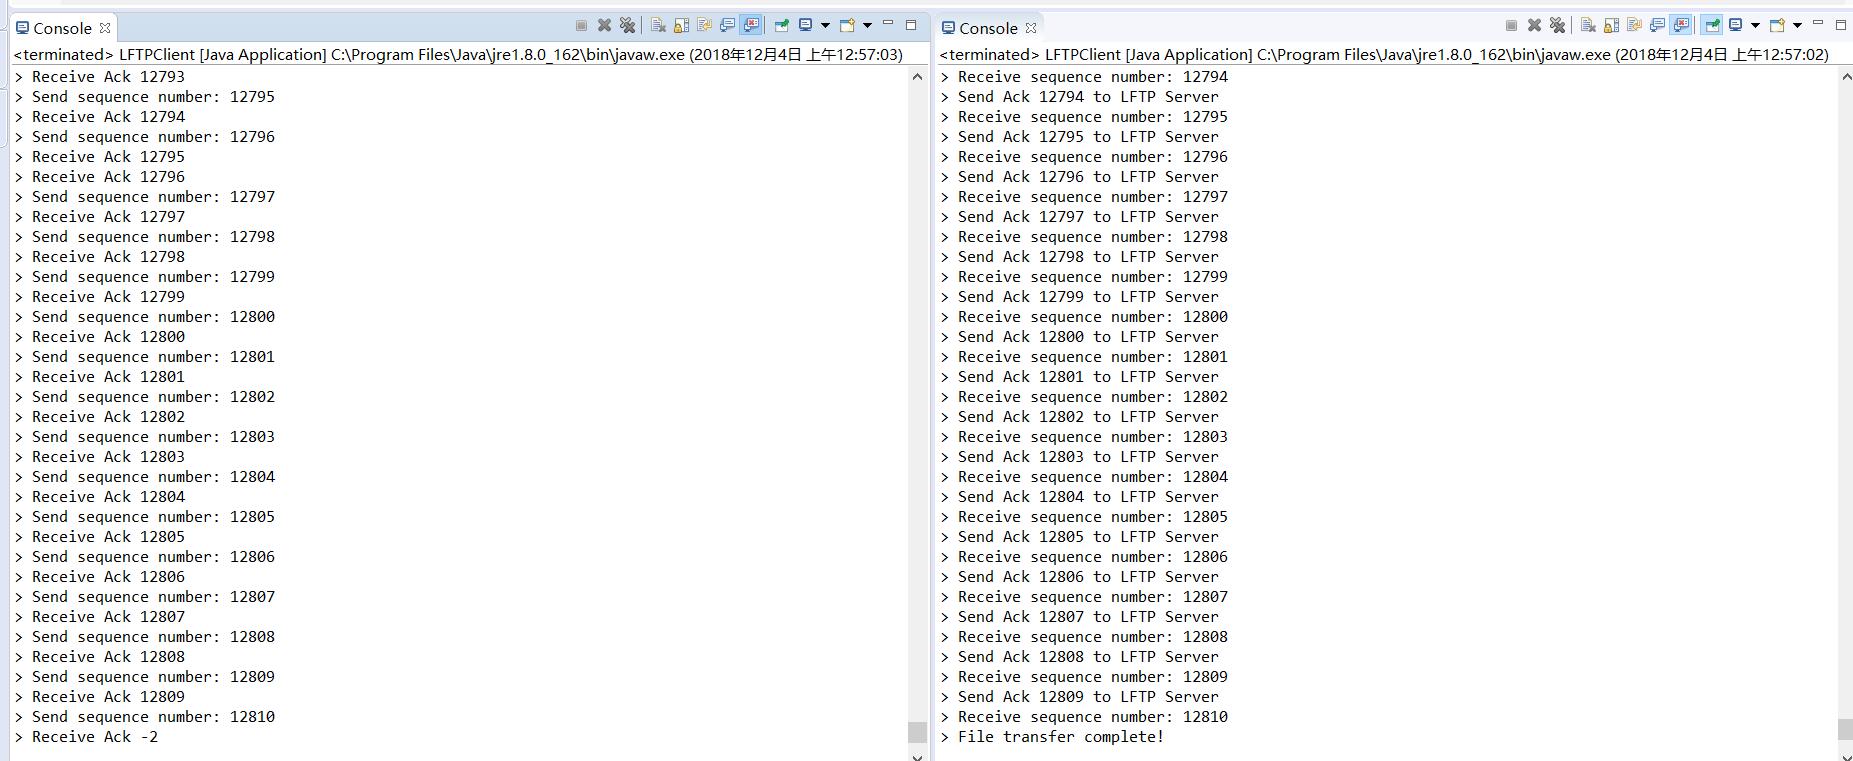 Console
<terminated> LFTPClient [Java Application] C:\Program Files\Java\jre1.8.0_162\bin\javaw.exe (2018年12月4日 上午12:57:03)
> Receive Ack 12793
> Send sequence number: 12795
> Receive Ack 12794
> Send sequence number: 12796
> Receive Ack 12795
> Receive Ack 12796
> Send sequence number: 12797
> Receive Ack 12797
> Send sequence number: 12798
> Receive Ack 12798
> Send sequence number: 12799
> Receive Ack 12799
> Send sequence number: 12800
> Receive Ack 12800
> Send sequence number: 12801
> Receive Ack 12801
> Send sequence number: 12802
> Receive Ack 12802
> Send sequence number: 12803
> Receive Ack 12803
> Send sequence number: 12804
> Receive Ack 12804
> Send sequence number: 12805
> Receive Ack 12805
> Send sequence number: 12806
> Receive Ack 12806
> Send sequence number: 12807
> Receive Ack 12807
> Send sequence number: 12808
> Receive Ack 12808
> Send sequence number: 12809
> Receive Ack 12809
> Send sequence number: 12810
> Receive Ack -2
Console
<terminated> LFTPClient [Java Application] C:\Program Files\Java\jre1.8.0_162\bin\javaw.exe (2018年12月4日 上午12:57:02)
> Receive sequence number: 12794
> Send Ack 12794 to LFTP Server
> Receive sequence number: 12795
> Send Ack 12795 to LFTP Server
> Receive sequence number: 12796
> Send Ack 12796 to LFTP Server
> Receive sequence number: 12797
> Send Ack 12797 to LFTP Server
> Receive sequence number: 12798
> Send Ack 12798 to LFTP Server
> Receive sequence number: 12799
> Send Ack 12799 to LFTP Server
> Receive sequence number: 12800
> Send Ack 12800 to LFTP Server
> Receive sequence number: 12801
> Send Ack 12801 to LFTP Server
> Receive sequence number: 12802
> Send Ack 12802 to LFTP Server
> Receive sequence number: 12803
> Send Ack 12803 to LFTP Server
> Receive sequence number: 12804
> Send Ack 12804 to LFTP Server
> Receive sequence number: 12805
> Send Ack 12805 to LFTP Server
> Receive sequence number: 12806
> Send Ack 12806 to LFTP Server
> Receive sequence number: 12807
> Send Ack 12807 to LFTP Server
> Receive sequence number: 12808
> Send Ack 12808 to LFTP Server
> Receive sequence number: 12809
> Send Ack 12809 to LFTP Server
> Receive sequence number: 12810
> File transfer complete!